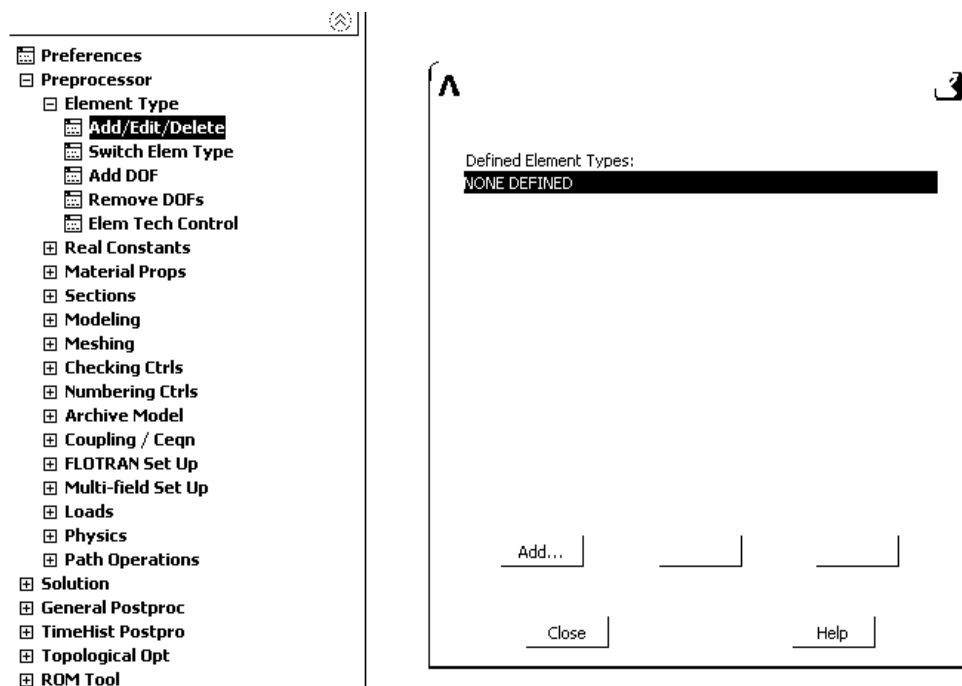 Preferences
Preprocessor
Element Type
Add/Edit/Delete
Switch Elem Type
Add DOF
Remove DOFs
Elem Tech Control
Real Constants
Material Props
Sections
Modeling
Meshing
Checking Ctrls
Numbering Ctrls
Archive Model
Coupling / Ceqn
FLOTRAN Set Up
Multi-field Set Up
Loads
Physics
Path Operations
Solution
General Postproc
TimeHist Postpro
Topological Opt
ROM Tool
Defined Element Types:
NONE DEFINED
Add...
Close
Help